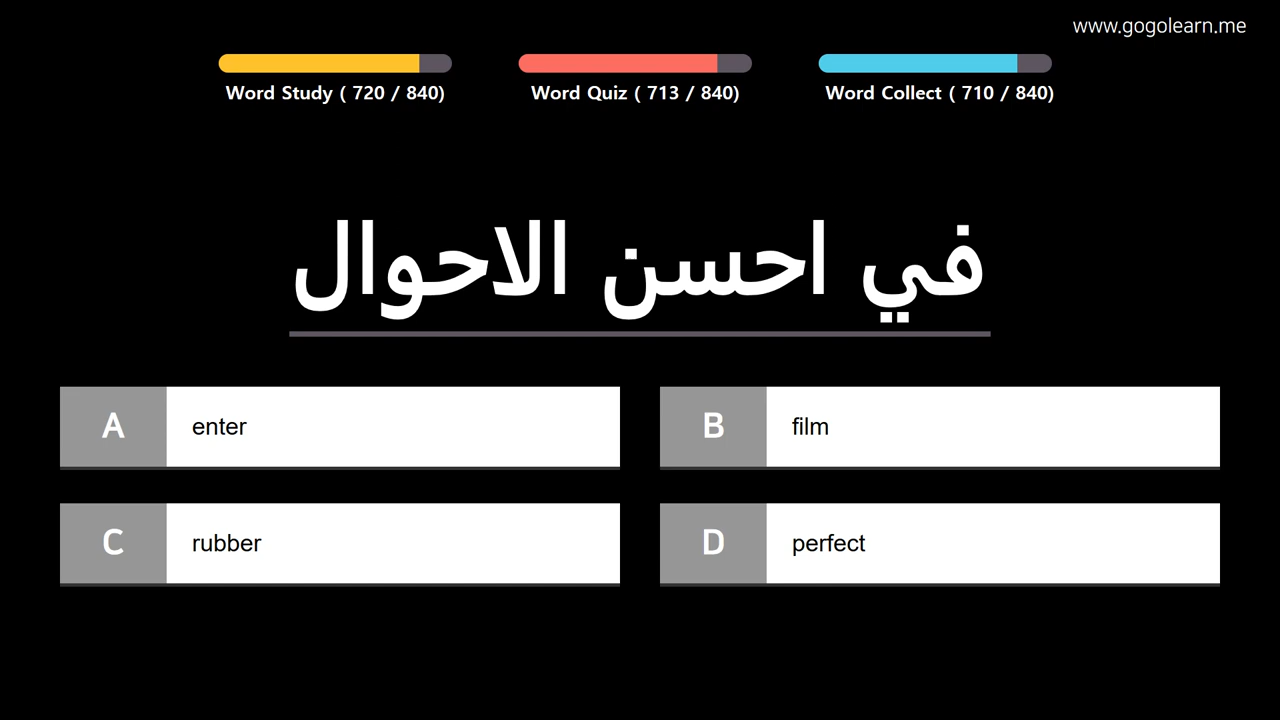 www.gogolearn.me
Word Study ( 720 / 840)
Word Quiz ( 713 / 840)
Word Collect ( 710 / 840)
في احسن الاحوال
A enter
B film
C rubber
D perfect